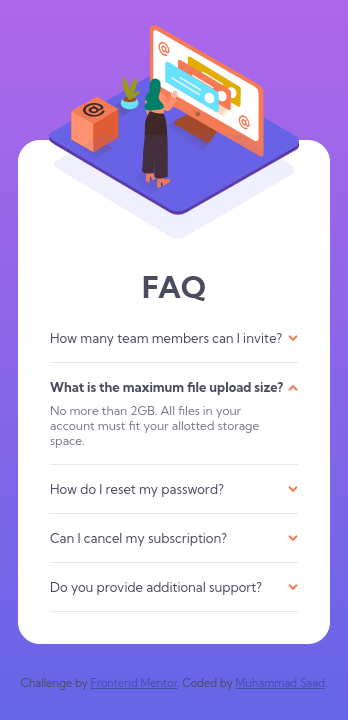 @
@
@
FAQ
How many team members can I invite?
What is the maximum file upload size?
No more than 2GB. All files in your
account must fit your allotted storage
space.
How do I reset my password?
Can I cancel my subscription?
Do you provide additional support?
Challenge by Frontend Mentor. Coded by Muhammad Saad.